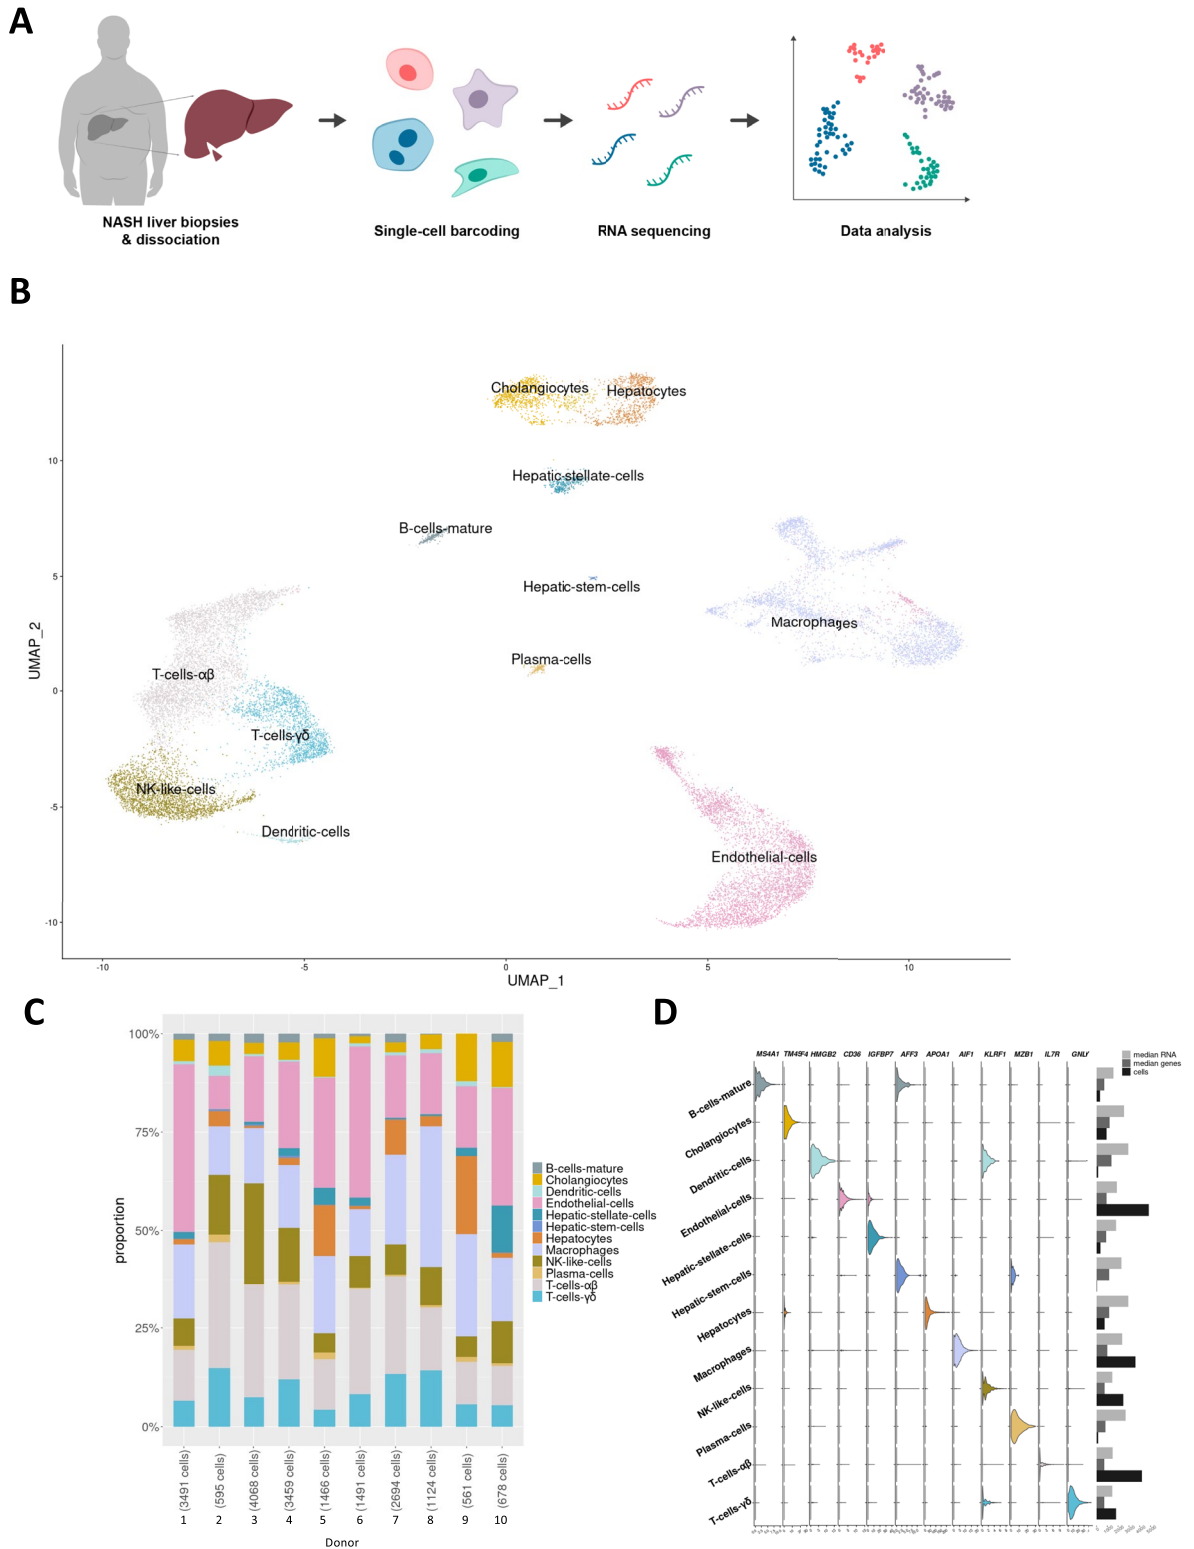 A
NASH liver biopsies
& dissociation
Single-cell barcoding
RNA sequencing
Data analysis
B
Cholangiocytes
Hepatocytes
10
Hepatic-stellate-cells
B-cells-mature
5
Hepatic-stem-cells
Macrophages
UMAP_2
Plasma-cells
T-cells-αβ
0
T-cells-γδ
NK-like-cells
-5
Dendritic-cells
Endothelial-cells
-10
-10 -5 0 5 10
UMAP_1
C
100%
75%
50%
25%
0%
proportion
B-cells-mature
Cholangiocytes
Dendritic-cells
Endothelial-cells
Hepatic-stellate-cells
Hepatic-stem-cells
Hepatocytes
Macrophages
NK-like-cells
Plasma-cells
T-cells-αβ
T-cells-γδ
(3491 cells) (595 cells) (4068 cells) (3459 cells) (1466 cells) (1491 cells) (2694 cells) (1124 cells) (561 cells) (678 cells)
1 2 3 4 5 6 7 8 9 10
Donor
D
MS4A1 TM4SF4 HMGB2 CD36 IGFBP7 AFF3 APOA1 AIF1 KLRF1 MZB1 IL7R GNLY
median RNA
median genes
cells
B-cells-mature
Cholangiocytes
Dendritic-cells
Endothelial-cells
Hepatic-stellate-cells
Hepatic-stem-cells
Hepatocytes
Macrophages
NK-like-cells
Plasma-cells
T-cells-αβ
T-cells-γδ